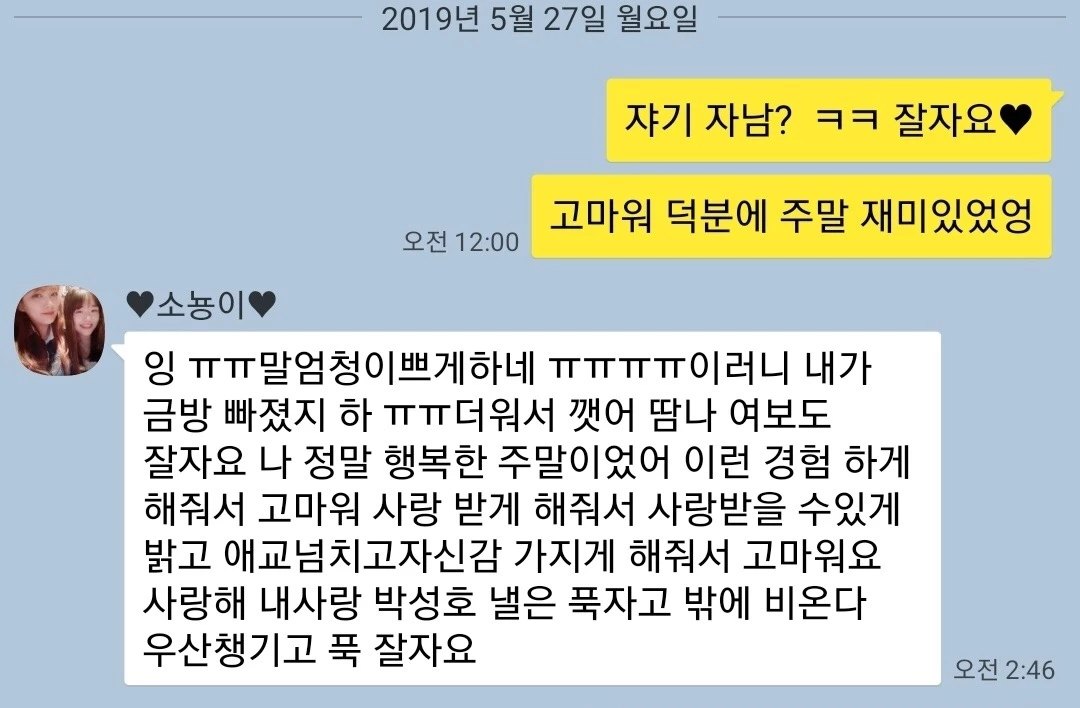 2019년 5월 27일 월요일
쟈기 자남? ㅋㅋ 잘자요♥
고마워 덕분에 주말 재미있었엉
오전 12:00
♥소뇽이♥
잉 ㅠㅠ말엄청이쁘게하네 ㅠㅠㅠㅠ이러니 내가
금방 빠졌지 하 ㅠㅠ더워서 깻어 땀나 여보도
잘자요 나 정말 행복한 주말이었어 이런 경험 하게
해줘서 고마워 사랑 받게 해줘서 사랑받을 수있게
밝고 애교넘치고자신감 가지게 해줘서 고마워요
사랑해 내사랑 박성호 낼은 푹자고 밖에 비온다
우산챙기고 푹 잘자요
오전 2:46